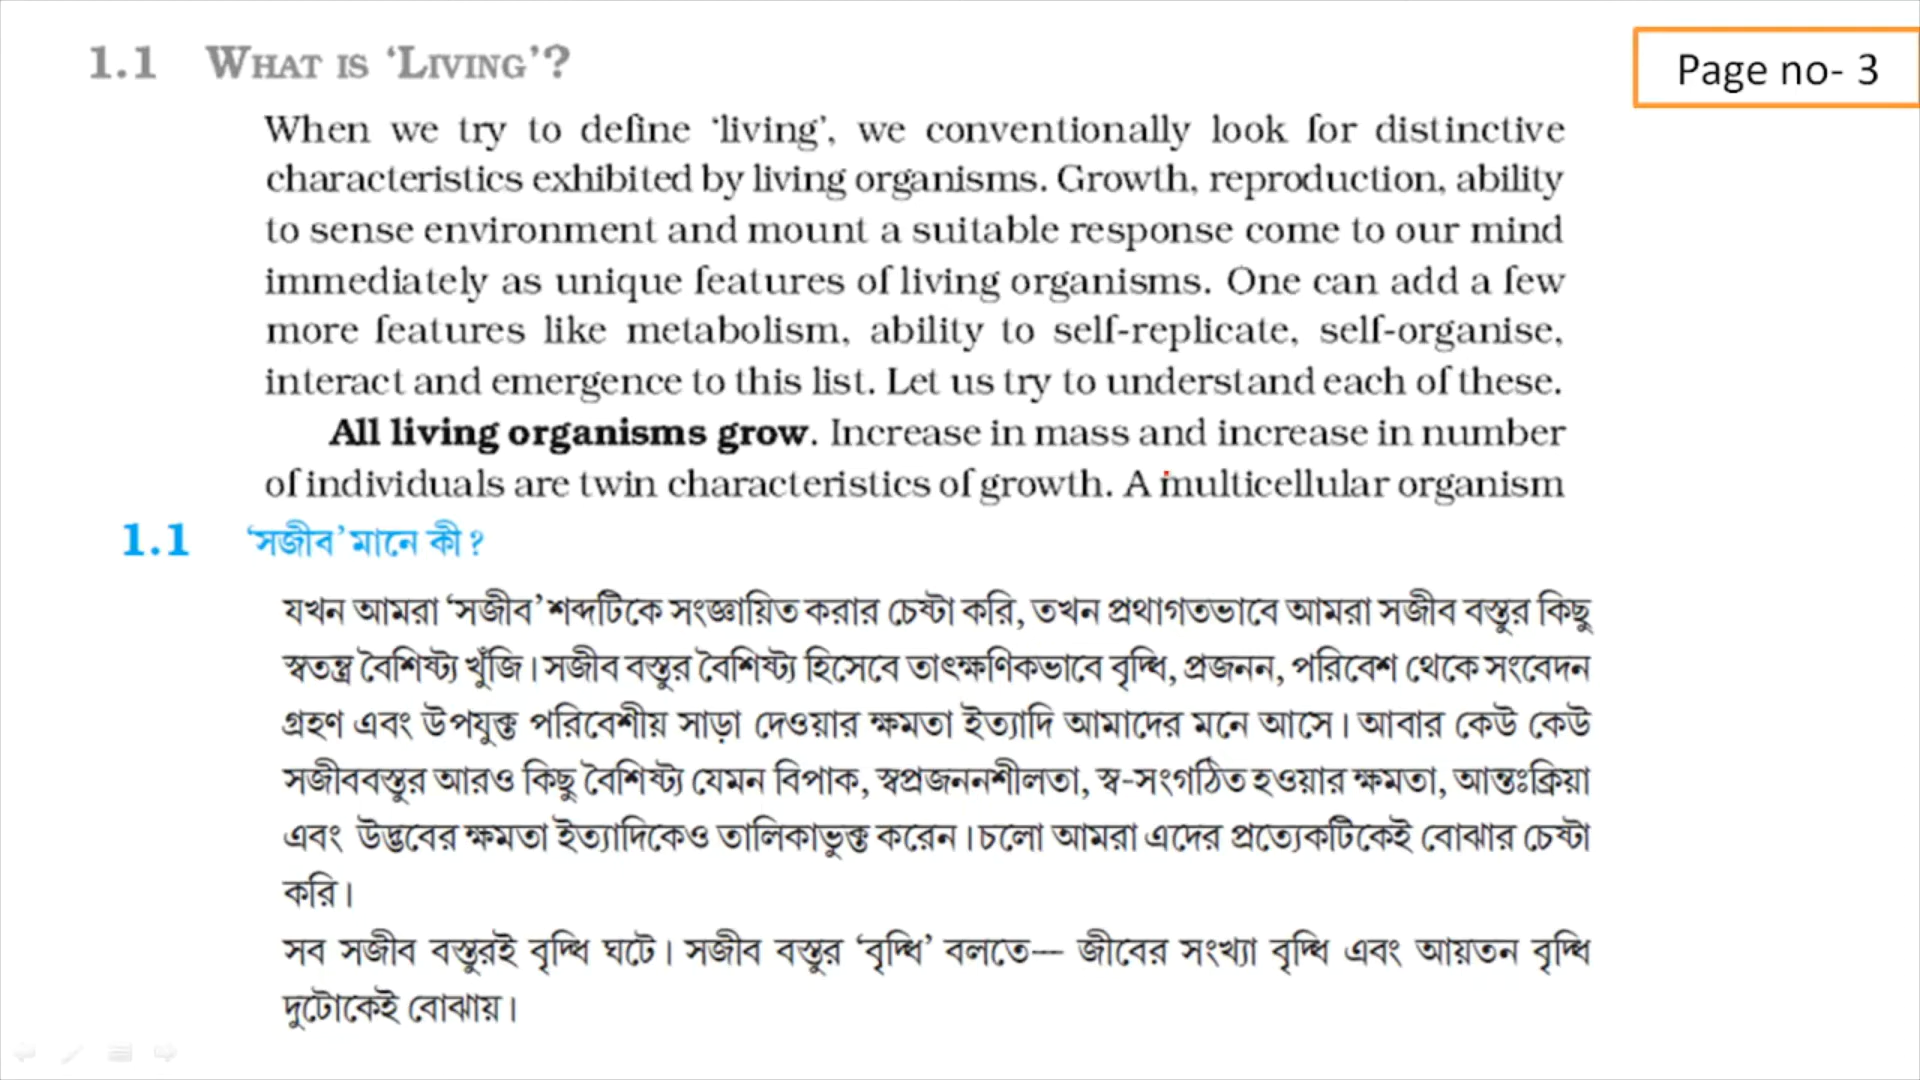 1.1 WHAT IS ‘LIVING’?
Page no- 3
When we try to define ‘living’, we conventionally look for distinctive
characteristics exhibited by living organisms. Growth, reproduction, ability
to sense environment and mount a suitable response come to our mind
immediately as unique features of living organisms. One can add a few
more features like metabolism, ability to self-replicate, self-organise,
interact and emergence to this list. Let us try to understand each of these.
All living organisms grow. Increase in mass and increase in number
of individuals are twin characteristics of growth. A multicellular organism
1.1 ‘সজীব’ মানে কী?
যখন আমরা ‘সজীব’ শব্দটিকে সংজ্ঞায়িত করার চেষ্টা করি, তখন প্রথাগতভাবে আমরা সজীব বস্তুর কিছু
স্বতন্ত্র বৈশিষ্ট্য খুঁজি। সজীব বস্তুর বৈশিষ্ট্য হিসেবে তাৎক্ষণিকভাবে বৃদ্ধি, প্রজনন, পরিবেশ থেকে সংবেদন
গ্রহণ এবং উপযুক্ত পরিবেশীয় সাড়া দেওয়ার ক্ষমতা ইত্যাদি আমাদের মনে আসে। আবার কেউ কেউ
সজীববস্তুর আরও কিছু বৈশিষ্ট্য যেমন বিপাক, স্বপ্রজননশীলতা, স্ব-সংগঠিত হওয়ার ক্ষমতা, আন্তঃক্রিয়া
এবং উদ্ভবের ক্ষমতা ইত্যাদিকেও তালিকাভুক্ত করেন। চলো আমরা এদের প্রত্যেকটিকেই বোঝার চেষ্টা
করি।
সব সজীব বস্তুরই বৃদ্ধি ঘটে। সজীব বস্তুর ‘বৃদ্ধি’ বলতে— জীবের সংখ্যা বৃদ্ধি এবং আয়তন বৃদ্ধি
দুটোকেই বোঝায়।